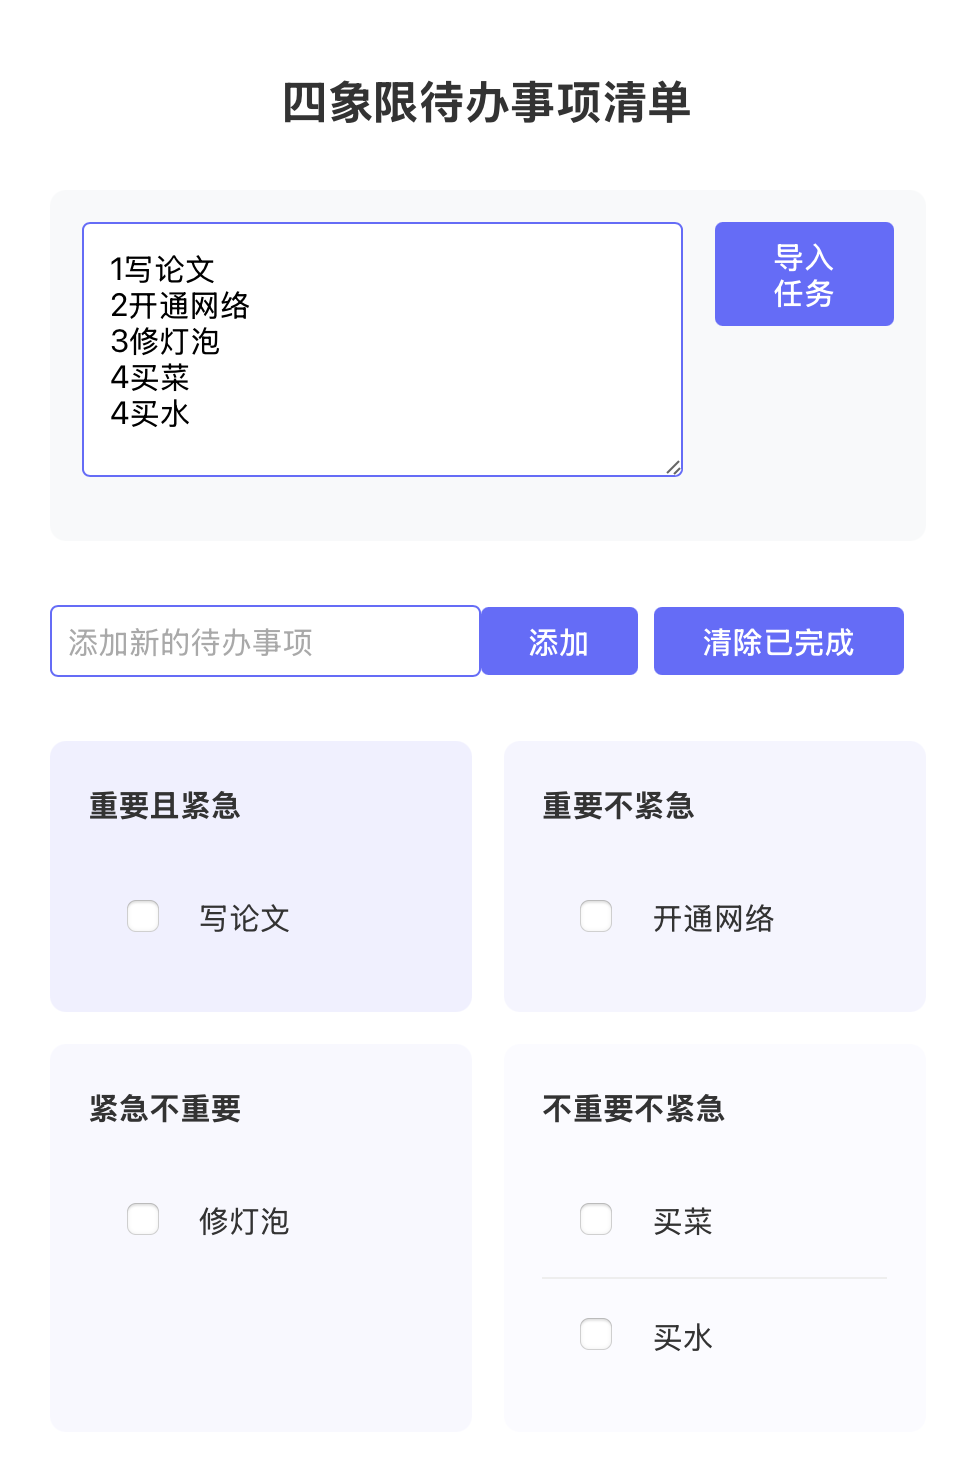 四象限待办事项清单
1写论文
2开通网络
3修灯泡
4买菜
4买水
导入
任务
添加新的待办事项
添加
清除已完成
重要且紧急
写论文
重要不紧急
开通网络
紧急不重要
修灯泡
不重要不紧急
买菜
买水